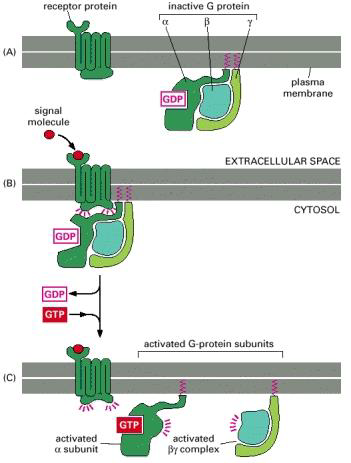 receptor protein
inactive G protein
α β γ
(A)
GDP
plasma
membrane
signal
molecule
EXTRACELLULAR SPACE
(B)
CYTOSOL
GDP
GDP
GTP
activated G-protein subunits
(C)
GTP
activated
α subunit
activated
βγ complex